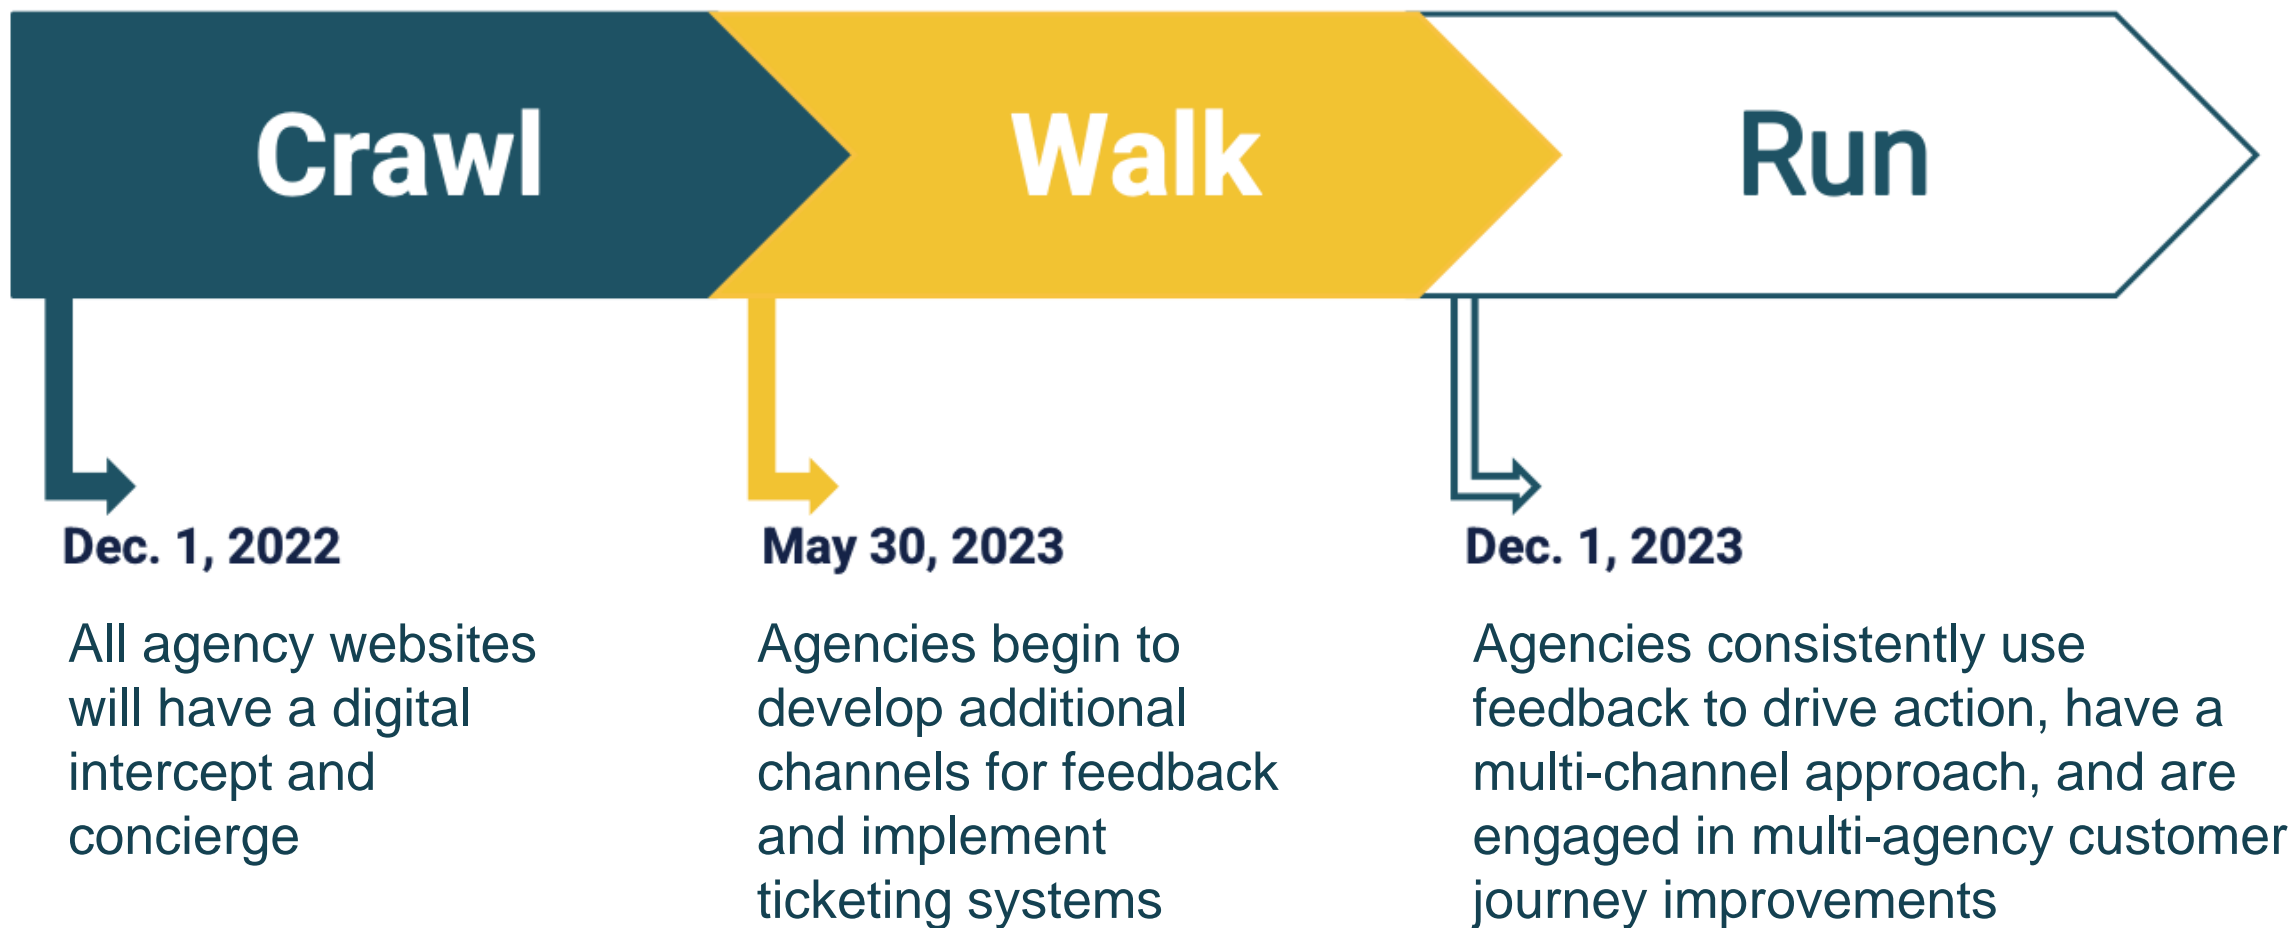 Crawl
Walk
Run
Dec. 1, 2022
All agency websites
will have a digital
intercept and
concierge
May 30, 2023
Agencies begin to
develop additional
channels for feedback
and implement
ticketing systems
Dec. 1, 2023
Agencies consistently use
feedback to drive action, have a
multi-channel approach, and are
engaged in multi-agency customer
journey improvements